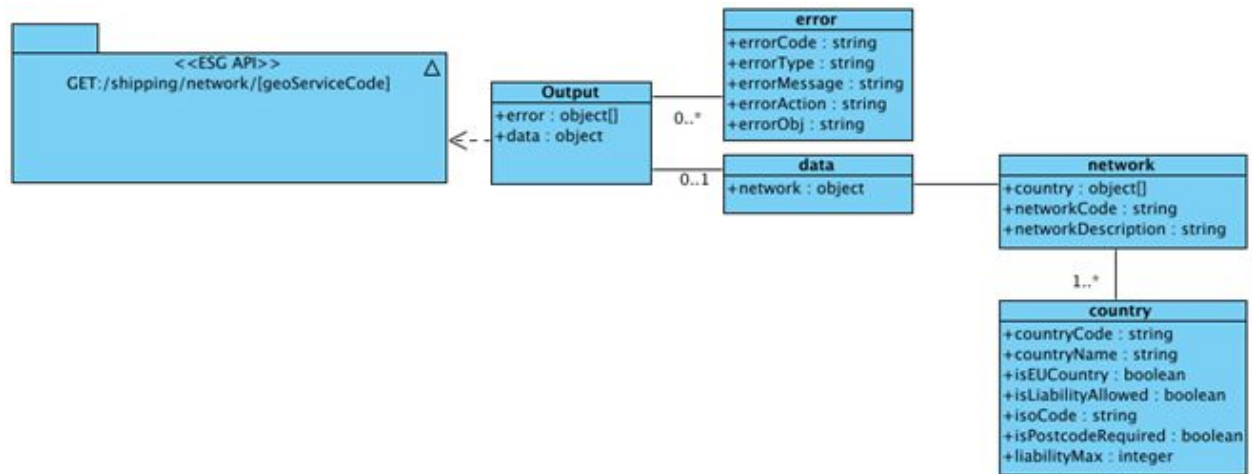 <<ESG API>>
GET:/shipping/network/[geoServiceCode]
Output
+error : object[]
+data : object
0..*
0..1
error
+errorCode : string
+errorType : string
+errorMessage : string
+errorAction : string
+errorObj : string
data
+network : object
network
+country : object[]
+networkCode : string
+networkDescription : string
1..*
country
+countryCode : string
+countryName : string
+isEUCountry : boolean
+isLiabilityAllowed : boolean
+isoCode : string
+isPostcodeRequired : boolean
+liabilityMax : integer